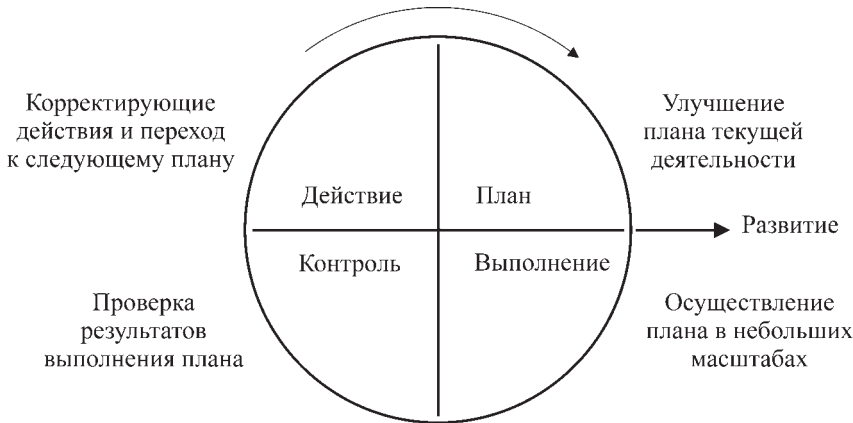 Корректирующие
действия и переход
к следующему плану
Улучшение
плана текущей
деятельности
Действие
План
Развитие
Контроль
Выполнение
Проверка
результатов
выполнения плана
Осуществление
плана в небольших
масштабах